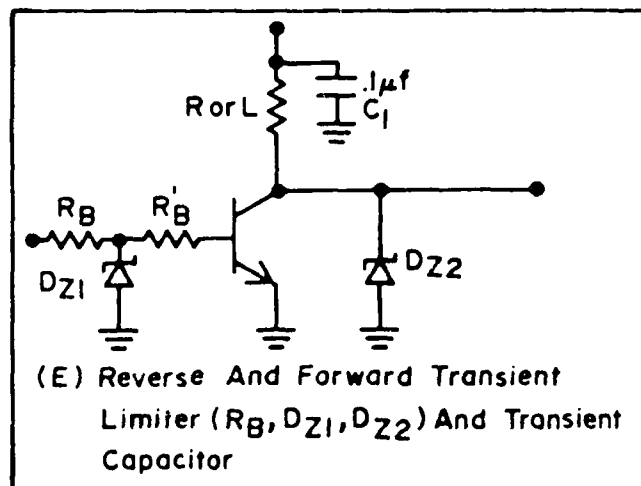 .1μf
R or L
C1
RB
R'B
DZ1
DZ2
(E) Reverse And Forward Transient
Limiter (RB, DZ1, DZ2) And Transient
Capacitor